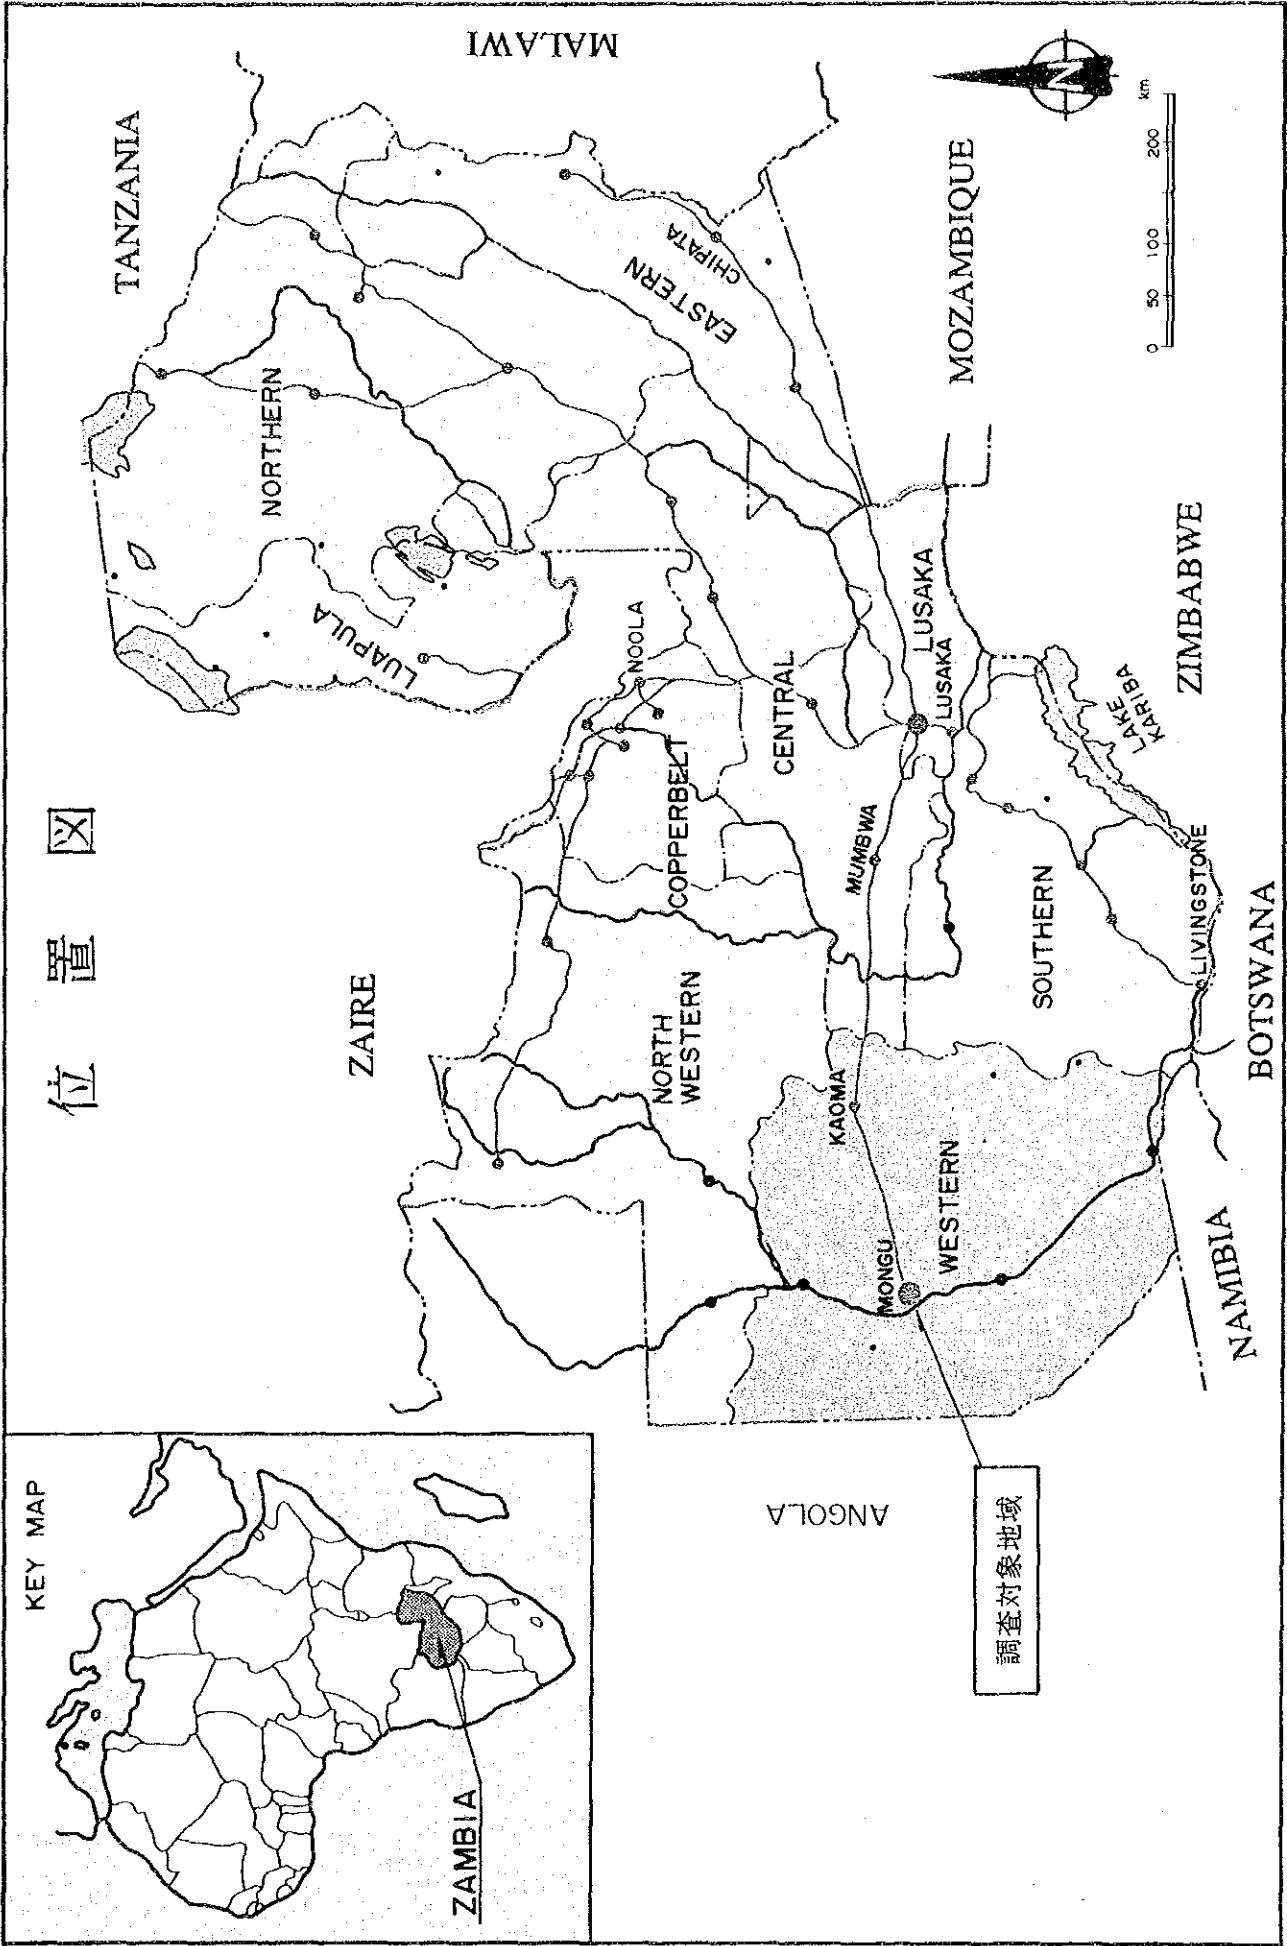 位置図
KEY MAP
ZAMBIA
ZAIRE
TANZANIA
MALAWI
NORTHERN
LUAPULA
NOOLA
COPPERBELT
NORTH
WESTERN
CENTRAL
EASTERN
CHIPATA
KAOMA
MUMBWA
LUSAKA
LUSAKA
MONGU
WESTERN
SOUTHERN
LAKE
KARIBA
LIVINGSTONE
ANGOLA
MOZAMBIQUE
ZIMBABWE
NAMIBIA
BOTSWANA
調査対象地域
N
0 50 100 200 km